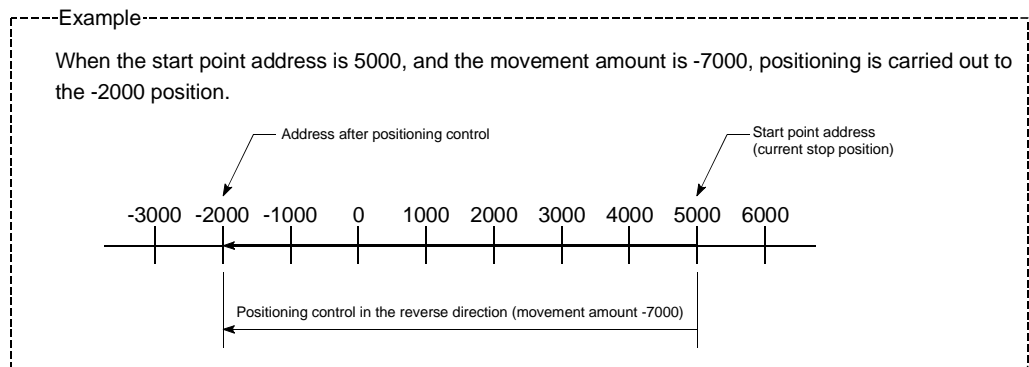 Example
When the start point address is 5000, and the movement amount is -7000, positioning is carried out to
the -2000 position.
Address after positioning control
Start point address
(current stop position)
-3000 -2000 -1000 0 1000 2000 3000 4000 5000 6000
Positioning control in the reverse direction (movement amount -7000)